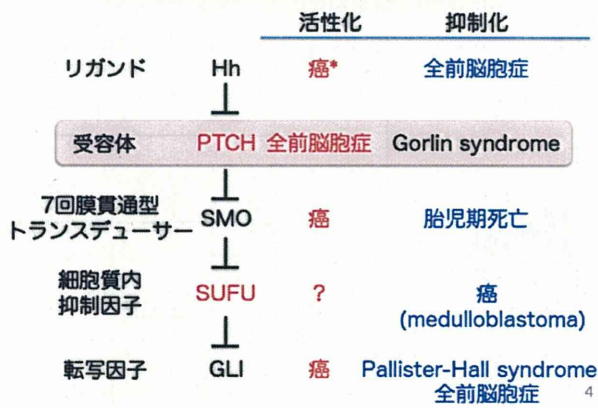 活性化 抑制化
リガンド Hh 癌* 全前脳胞症
受容体 PTCH 全前脳胞症 Gorlin syndrome
7回膜貫通型
トランスデューサー SMO 癌 胎児期死亡
細胞質内
抑制因子 SUFU ? 癌
(medulloblastoma)
転写因子 GLI 癌 Pallister-Hall syndrome
全前脳胞症
4